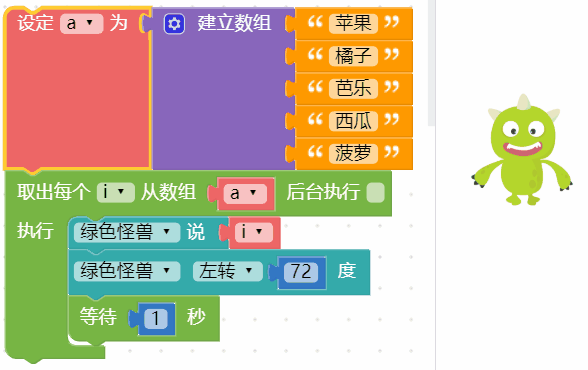 设定 a 为 建立数组 “ 苹果 ”
“ 橘子 ”
“ 芭乐 ”
“ 西瓜 ”
“ 菠萝 ”
取出每个 i 从数组 a 后台执行
执行 绿色怪兽 说 i
绿色怪兽 左转 72 度
等待 1 秒